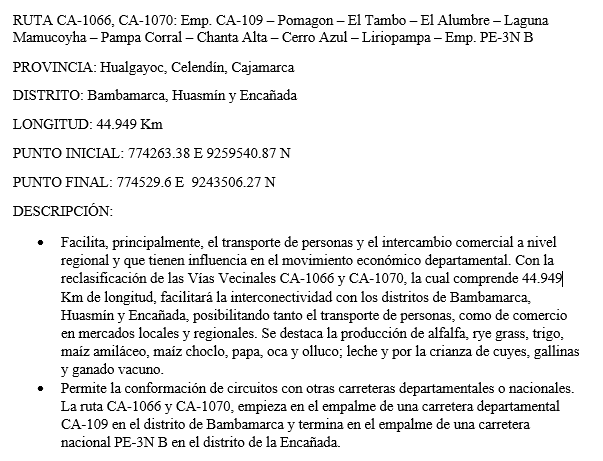 RUTA CA-1066, CA-1070: Emp. CA-109 – Pomagon – El Tambo – El Alumbre – Laguna
Mamucoyha – Pampa Corral – Chanta Alta – Cerro Azul – Liriopampa – Emp. PE-3N B
PROVINCIA: Hualgayoc, Celendín, Cajamarca
DISTRITO: Bambamarca, Huasmín y Encañada
LONGITUD: 44.949 Km
PUNTO INICIAL: 774263.38 E 9259540.87 N
PUNTO FINAL: 774529.6 E  9243506.27 N
DESCRIPCIÓN:
• Facilita, principalmente, el transporte de personas y el intercambio comercial a nivel
regional y que tienen influencia en el movimiento económico departamental. Con la
reclasificación de las Vías Vecinales CA-1066 y CA-1070, la cual comprende 44.949
Km de longitud, facilitará la interconectividad con los distritos de Bambamarca,
Huasmín y Encañada, posibilitando tanto el transporte de personas, como de comercio
en mercados locales y regionales. Se destaca la producción de alfalfa, rye grass, trigo,
maíz amiláceo, maíz choclo, papa, oca y olluco; leche y por la crianza de cuyes, gallinas
y ganado vacuno.
• Permite la conformación de circuitos con otras carreteras departamentales o nacionales.
La ruta CA-1066 y CA-1070, empieza en el empalme de una carretera departamental
CA-109 en el distrito de Bambamarca y termina en el empalme de una carretera
nacional PE-3N B en el distrito de la Encañada.